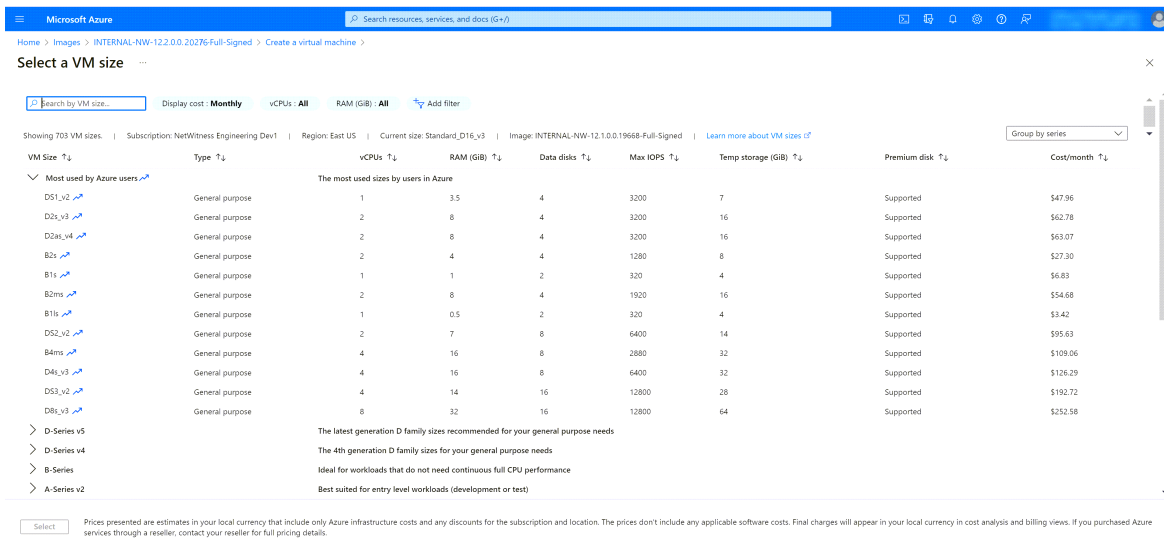 Microsoft Azure
Search resources, services, and docs (G+/)
Home > Images > INTERNAL-NW-12.2.0.0.20276-Full-Signed > Create a virtual machine >
Select a VM size ...
Search by VM size...
Display cost : Monthly
vCPUs : All
RAM (GiB) : All
Add filter
Showing 703 VM sizes. | Subscription: NetWitness Engineering Dev1 | Region: East US | Current size: Standard_D16_v3 | Image: INTERNAL-NW-12.1.0.0.19668-Full-Signed | Learn more about VM sizes
Group by series
VM Size ↑↓ Type ↑↓ vCPUs ↑↓ RAM (GiB) ↑↓ Data disks ↑↓ Max IOPS ↑↓ Temp storage (GiB) ↑↓ Premium disk ↑↓ Cost/month ↑↓
Most used by Azure users The most used sizes by users in Azure
DS1_v2 General purpose 1 3.5 4 3200 7 Supported $47.96
D2s_v3 General purpose 2 8 4 3200 16 Supported $62.78
D2as_v4 General purpose 2 8 4 3200 16 Supported $63.07
B2s General purpose 2 4 4 1280 8 Supported $27.30
B1s General purpose 1 1 2 320 4 Supported $6.83
B2ms General purpose 2 8 4 1920 16 Supported $54.68
B1ls General purpose 1 0.5 2 320 4 Supported $3.42
DS2_v2 General purpose 2 7 8 6400 14 Supported $95.63
B4ms General purpose 4 16 8 2880 32 Supported $109.06
D4s_v3 General purpose 4 16 8 6400 32 Supported $126.29
DS3_v2 General purpose 4 14 16 12800 28 Supported $192.72
D8s_v3 General purpose 8 32 16 12800 64 Supported $252.58
D-Series v5 The latest generation D family sizes recommended for your general purpose needs
D-Series v4 The 4th generation D family sizes for your general purpose needs
B-Series Ideal for workloads that do not need continuous full CPU performance
A-Series v2 Best suited for entry level workloads (development or test)
Select
Prices presented are estimates in your local currency that include only Azure infrastructure costs and any discounts for the subscription and location. The prices don't include any applicable software costs. Final charges will appear in your local currency in cost analysis and billing views. If you purchased Azure
services through a reseller, contact your reseller for full pricing details.